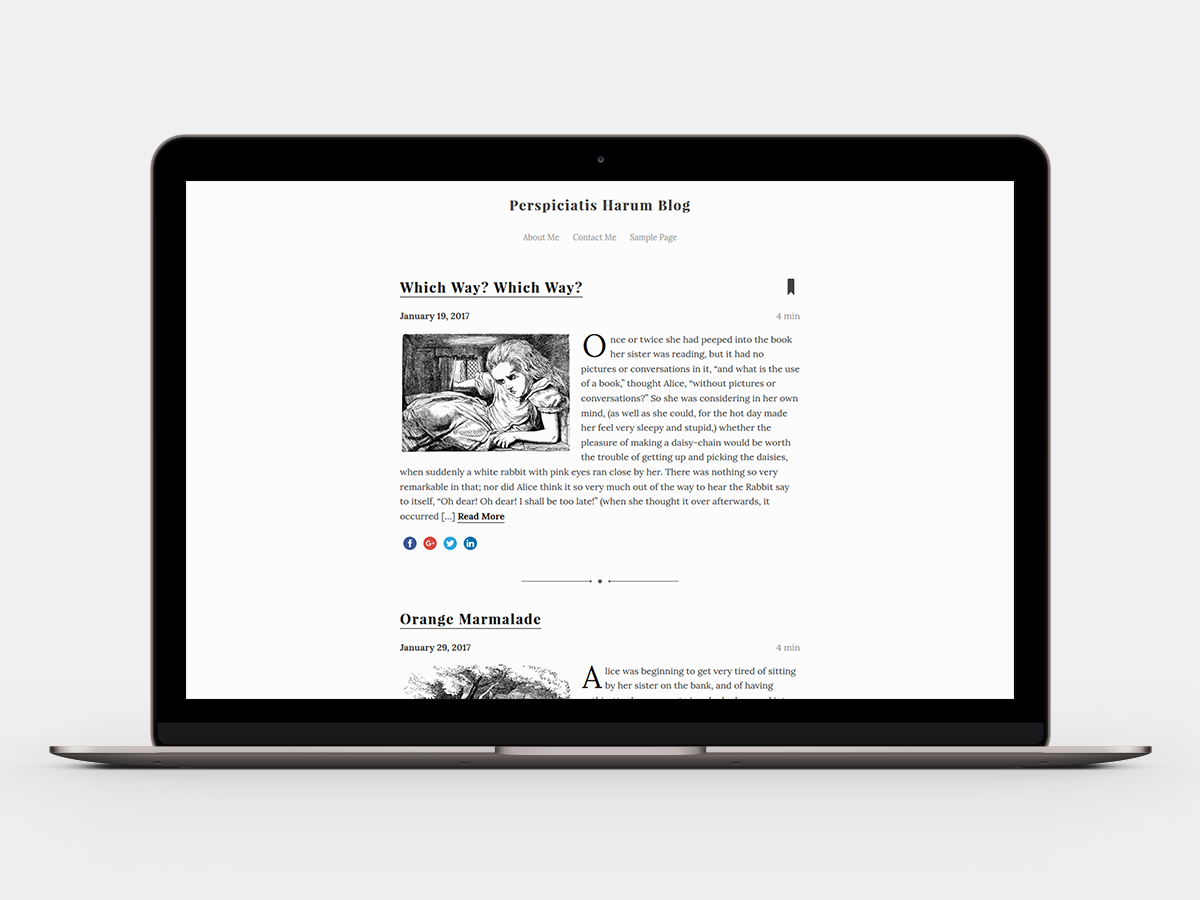 Perspiciatis Harum Blog
About Me Contact Me Sample Page
Which Way? Which Way?
January 19, 2017 4 min
Once or twice she had peeped into the book
her sister was reading, but it had no
pictures or conversations in it, “and what is the use
of a book,” thought Alice, “without pictures or
conversations?” So she was considering in her own
mind, (as well as she could, for the hot day made
her feel very sleepy and stupid,) whether the
pleasure of making a daisy-chain would be worth
the trouble of getting up and picking the daisies,
when suddenly a white rabbit with pink eyes ran close by her. There was nothing so very
remarkable in that; nor did Alice think it so very much out of the way to hear the Rabbit say
to itself, “Oh dear! Oh dear! I shall be too late!” (when she thought it over afterwards, it
occurred [...] Read More
Orange Marmalade
January 29, 2017 4 min
Alice was beginning to get very tired of sitting
by her sister on the bank, and of having